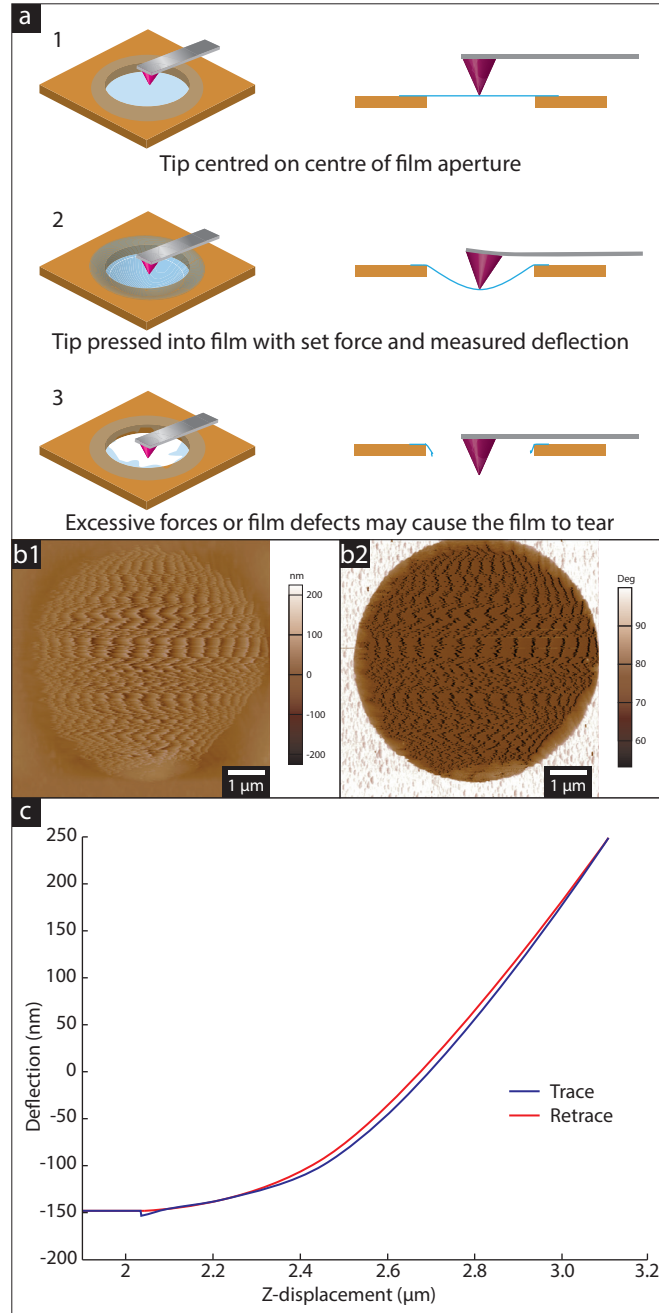 a
1
Tip centred on centre of film aperture
2
Tip pressed into film with set force and measured deflection
3
Excessive forces or film defects may cause the film to tear
b1
nm
200
100
0
-100
-200
1 µm
b2
Deg
90
80
70
60
1 µm
c
250
200
150
100
50
0
-50
-100
-150
-200
Deflection (nm)
Trace
Retrace
2
2.2
2.4
2.6
2.8
3.0
3.2
Z-displacement (µm)